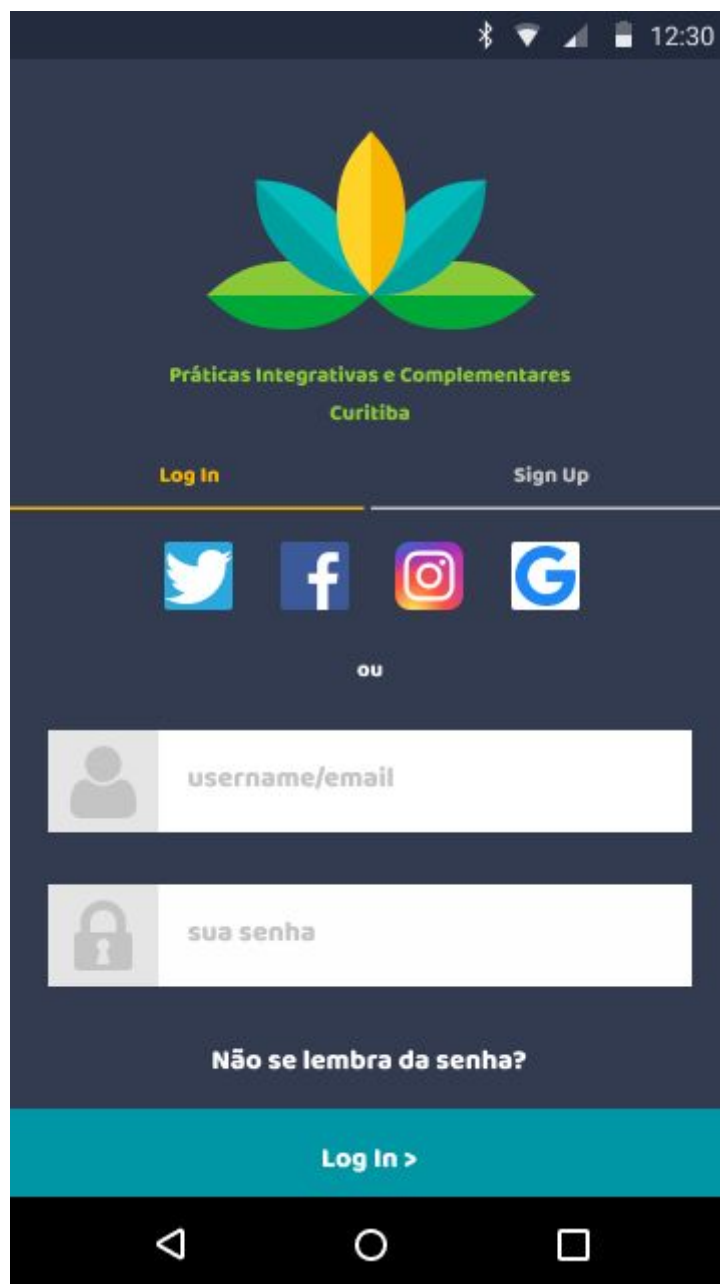 12:30
Práticas Integrativas e Complementares
Curitiba
Log In
Sign Up
ou
username/email
sua senha
Não se lembra da senha?
Log In >